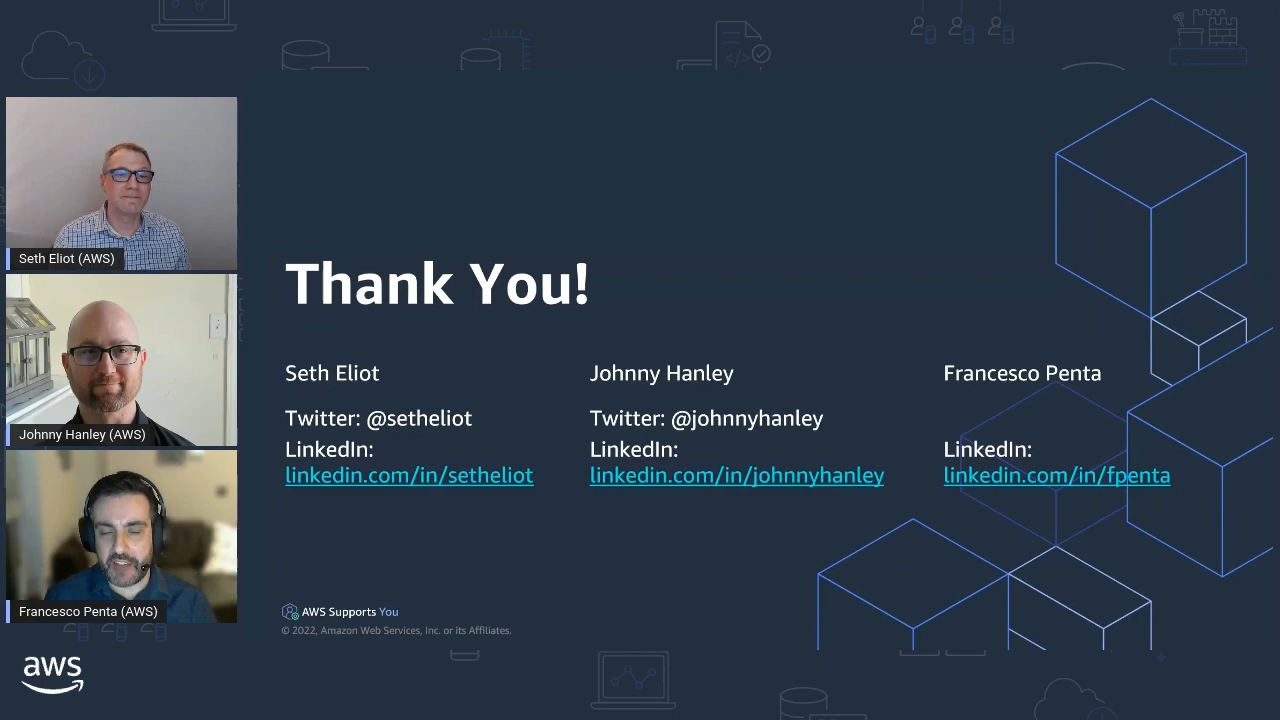 Seth Eliot (AWS)
Johnny Hanley (AWS)
Francesco Penta (AWS)
aws
Thank You!
Seth Eliot
Twitter: @setheliot
LinkedIn:
linkedin.com/in/setheliot
Johnny Hanley
Twitter: @johnnyhanley
LinkedIn:
linkedin.com/in/johnnyhanley
Francesco Penta
LinkedIn:
linkedin.com/in/fpenta
AWS Supports You
© 2022, Amazon Web Services, Inc. or its Affiliates.